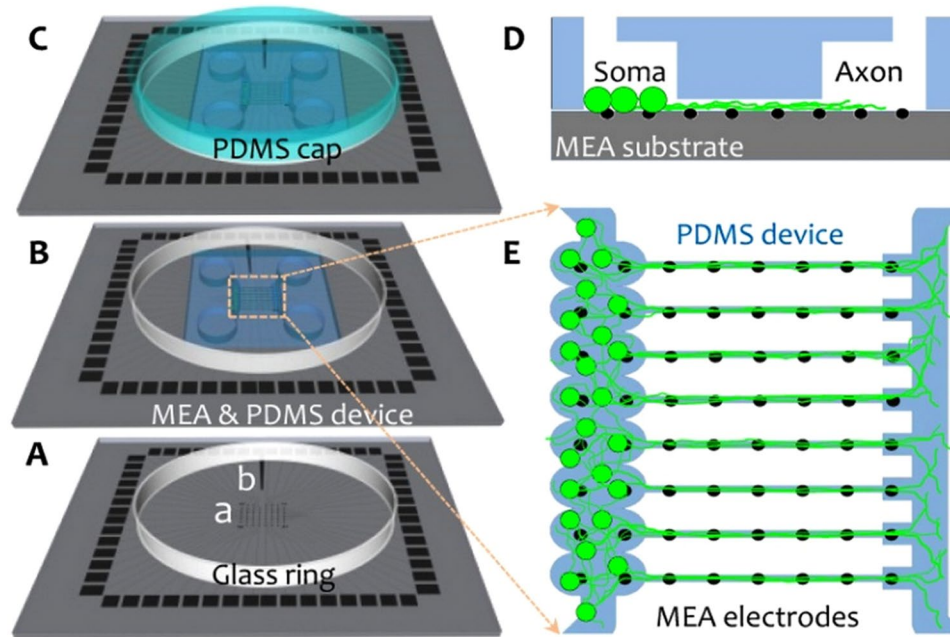 C
PDMS cap
B
MEA & PDMS device
A
b
a
Glass ring
D
Soma
Axon
MEA substrate
E
PDMS device
MEA electrodes